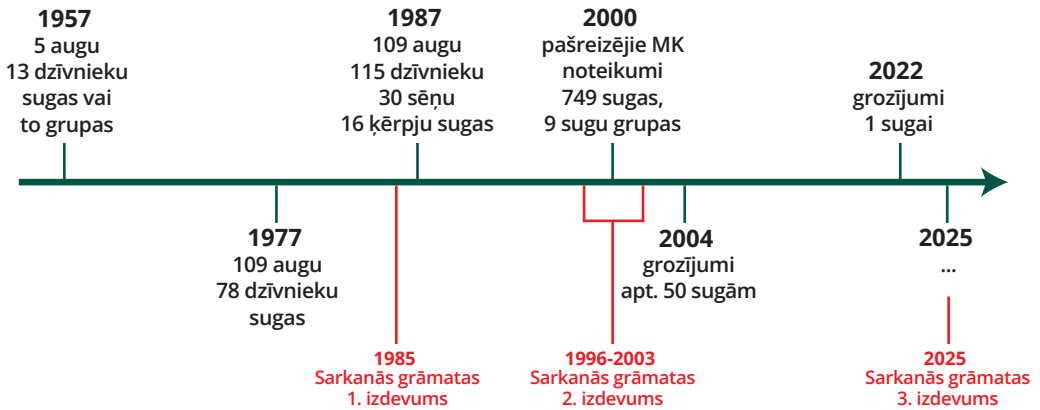 1957
5 augu
13 dzīvnieku
sugas vai
to grupas
1987
109 augu
115 dzīvnieku
30 sēņu
16 ķērpju sugas
2000
pašreizējie MK
noteikumi
749 sugas,
9 sugu grupas
2022
grozījumi
1 sugai
1977
109 augu
78 dzīvnieku
sugas
2004
grozījumi
apt. 50 sugām
2025
...
1985
Sarkanās grāmatas
1. izdevums
1996-2003
Sarkanās grāmatas
2. izdevums
2025
Sarkanās grāmatas
3. izdevums